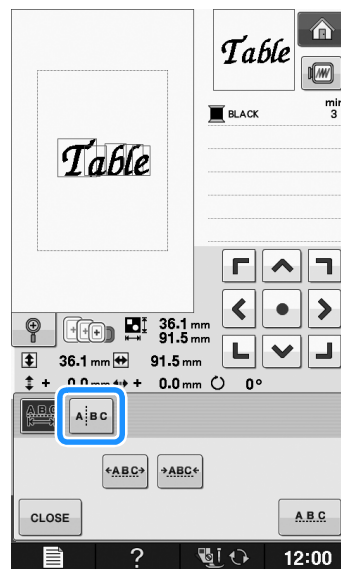 Table
min
BLACK 3
Table
36.1 mm
91.5 mm
36.1 mm 91.5 mm
+ 0.0 mm + 0.0 mm 0°
ABC A BC
ABC ABC
CLOSE A B C
? 12:00